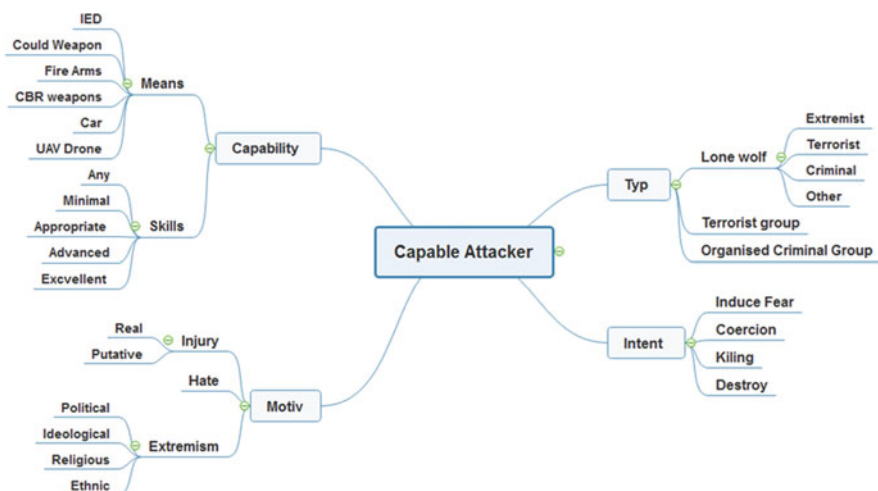 IED
Could Weapon
Fire Arms
CBR weapons
Car
UAV Drone
Means
Any
Minimal
Appropriate
Advanced
Excvellent
Skills
Capability
Real
Putative
Injury
Hate
Political
Ideological
Religious
Ethnic
Extremism
Motiv
Capable Attacker
Typ
Lone wolf
Extremist
Terrorist
Criminal
Other
Terrorist group
Organised Criminal Group
Intent
Induce Fear
Coercion
Kiling
Destroy